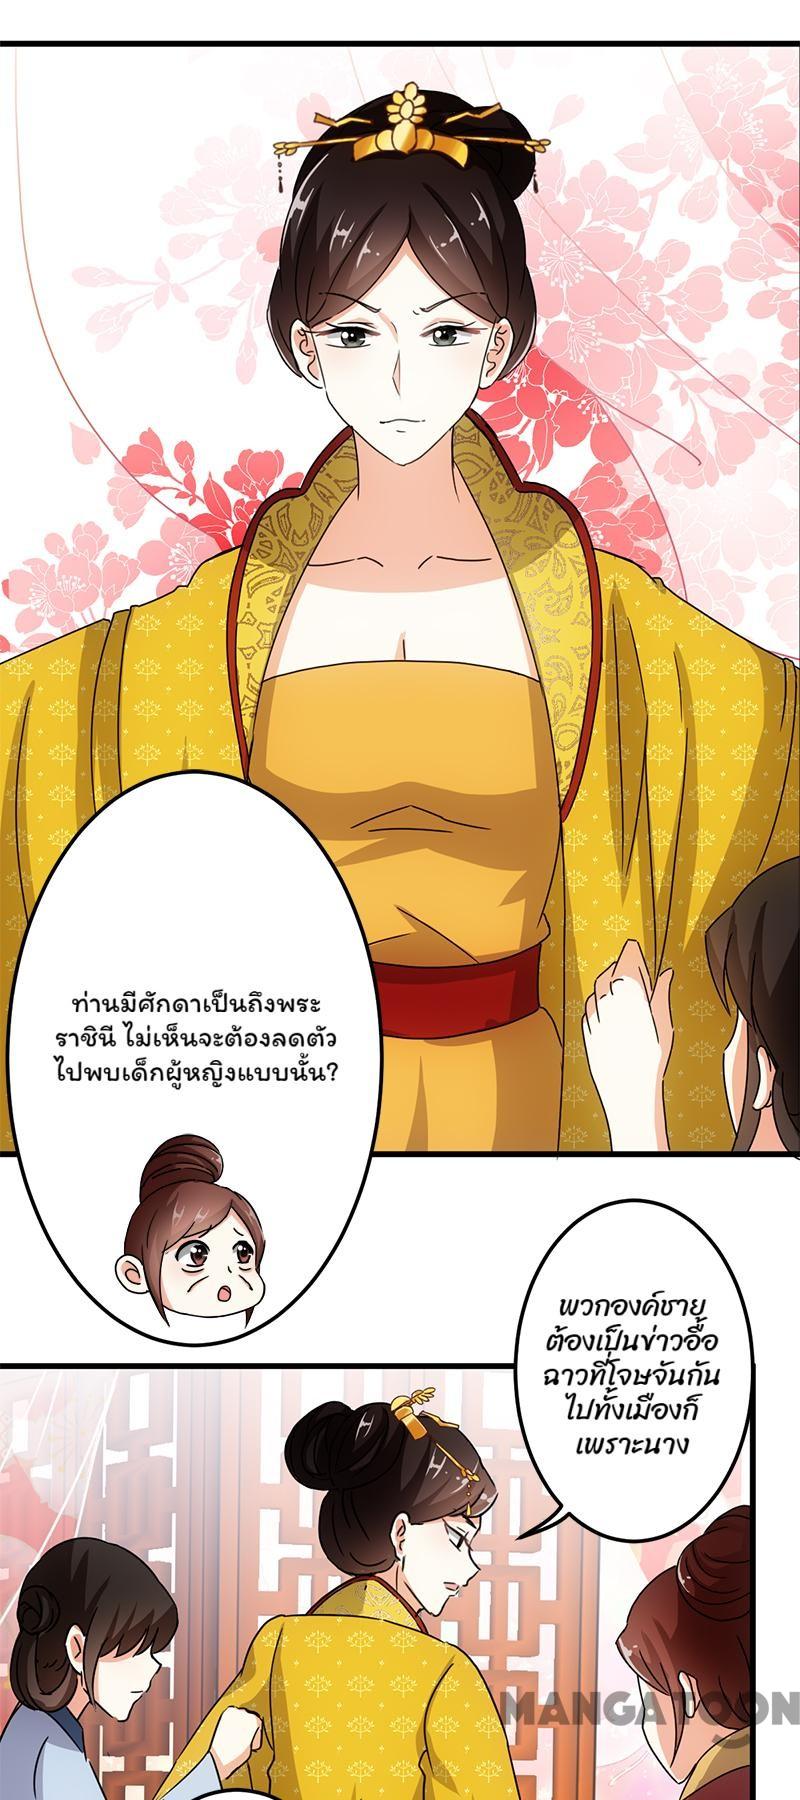 ท่านมีศักดาเป็นถึงพระ
ราชินี ไม่เห็นจะต้องลดตัว
ไปพบเด็กผู้หญิงแบบนั้น?
พวกองค์ชาย
ต้องเป็นข่าวอื้อ
ฉาวที่โจษจันกัน
ไปทั้งเมืองก็
เพราะนาง
MANGATOON